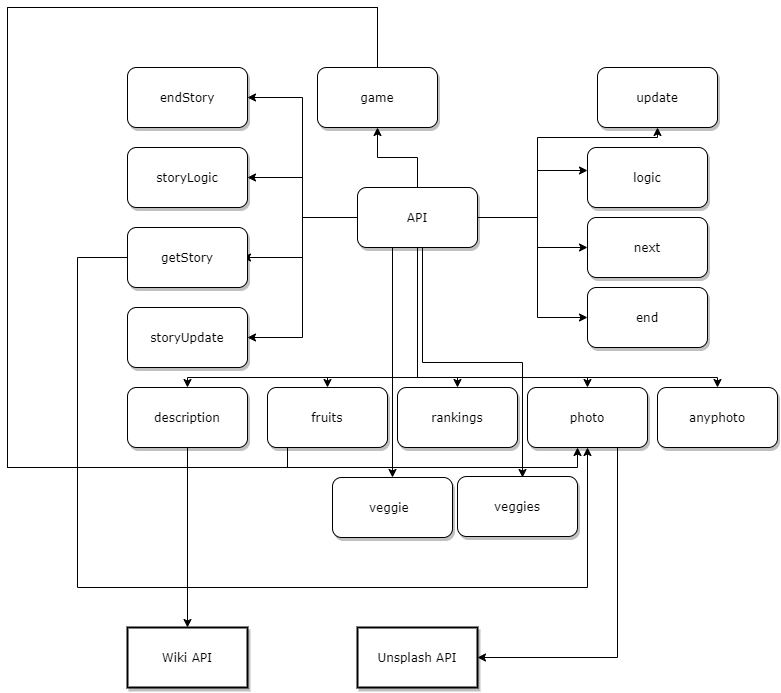 endStory
game
update
storyLogic
logic
API
getStory
next
storyUpdate
end
description
fruits
rankings
photo
anyphoto
veggie
veggies
Wiki API
Unsplash API